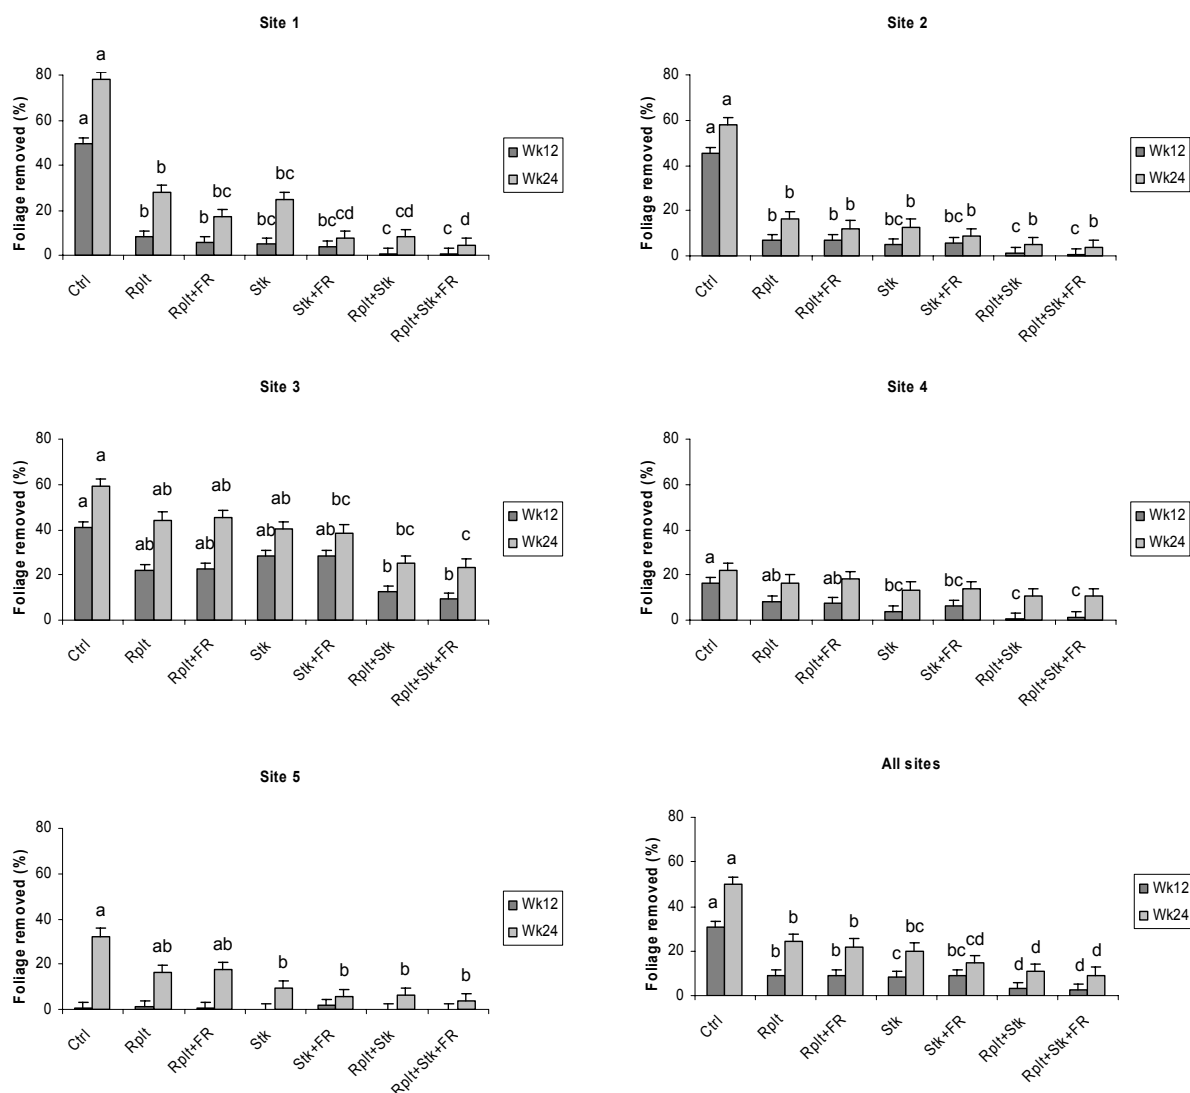 Site 1
Foliage removed (%)
80
60
40
20
0
a a b b b bc bc bc bc cd c cd c d
Ctrl Rplt Rplt+FR Stk Stk+FR Rplt+Stk Rplt+Stk+FR
Wk12
Wk24
Site 2
Foliage removed (%)
80
60
40
20
0
a a b b b b bc b bc b c b c b
Ctrl Rplt Rplt+FR Stk Stk+FR Rplt+Stk Rplt+Stk+FR
Wk12
Wk24
Site 3
Foliage removed (%)
80
60
40
20
0
a a ab ab ab ab ab ab ab bc b bc b c
Ctrl Rplt Rplt+FR Stk Stk+FR Rplt+Stk Rplt+Stk+FR
Wk12
Wk24
Site 4
Foliage removed (%)
80
60
40
20
0
a ab ab bc bc c c
Ctrl Rplt Rplt+FR Stk Stk+FR Rplt+Stk Rplt+Stk+FR
Wk12
Wk24
Site 5
Foliage removed (%)
80
60
40
20
0
a ab ab b b b b
Ctrl Rplt Rplt+FR Stk Stk+FR Rplt+Stk Rplt+Stk+FR
Wk12
Wk24
All sites
Foliage removed (%)
80
60
40
20
0
a a b b b b c bc bc cd d d d d
Ctrl Rplt Rplt+FR Stk Stk+FR Rplt+Stk Rplt+Stk+FR
Wk12
Wk24